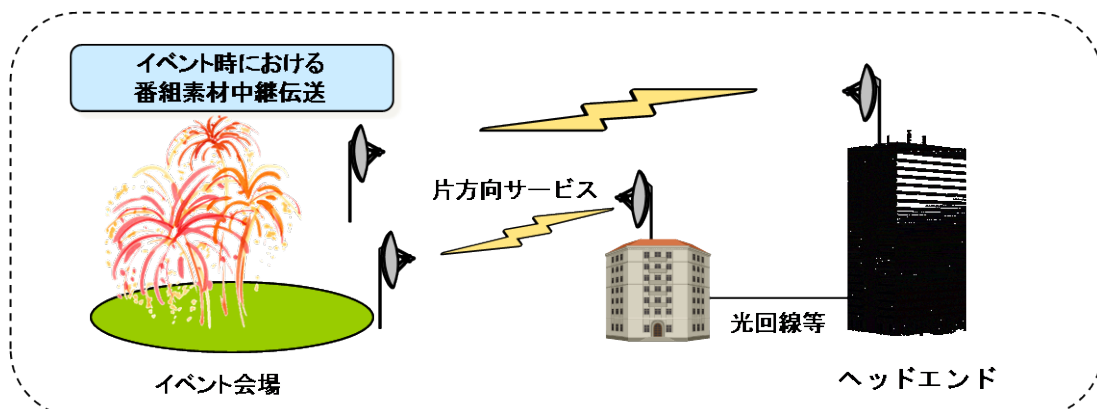 イベント時における
番組素材中継伝送
片方向サービス
光回線等
イベント会場
ヘッドエンド